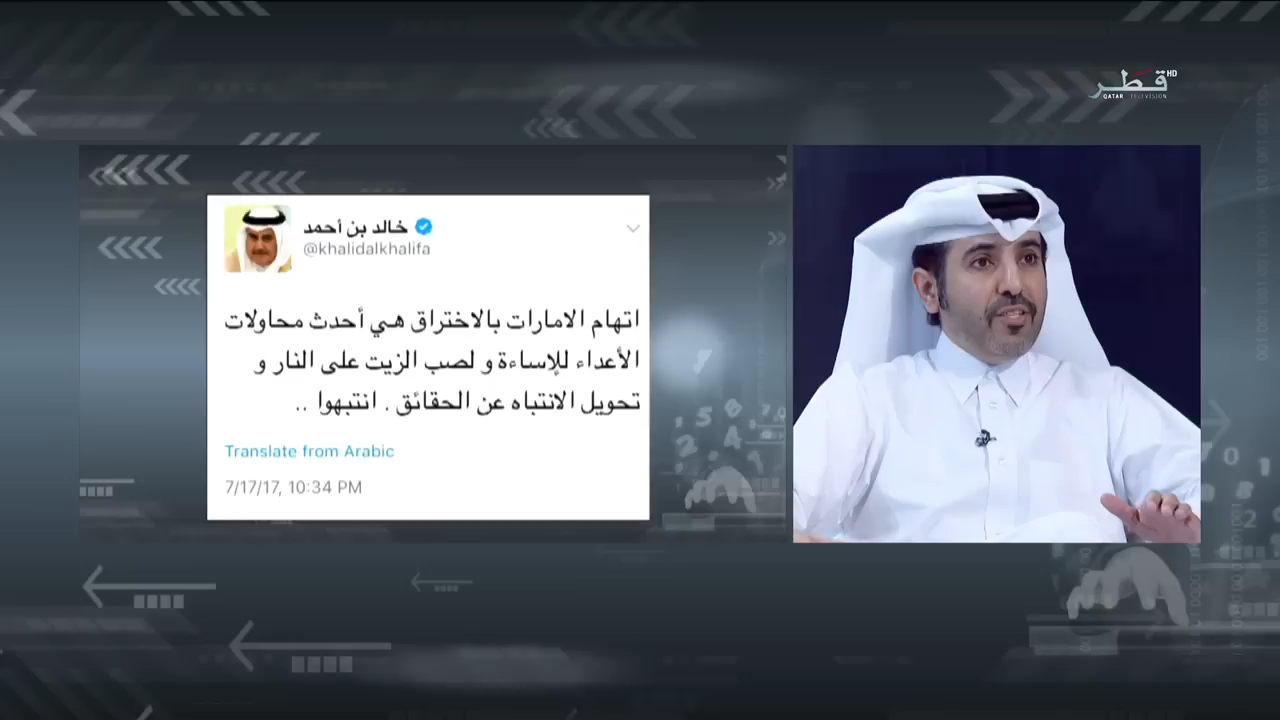 قطر HD
QATAR TELEVISION
خالد بن أحمد
@khalidalkhalifa
اتهام الامارات بالاختراق هي أحدث محاولات
الأعداء للإساءة و لصب الزيت على النار و
تحويل الانتباه عن الحقائق . انتبهوا ..
Translate from Arabic
7/17/17, 10:34 PM